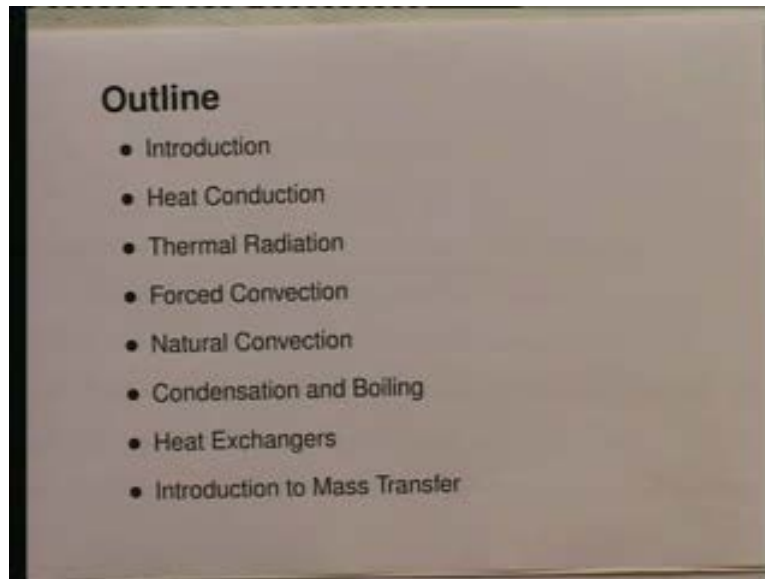 Outline
• Introduction
• Heat Conduction
• Thermal Radiation
• Forced Convection
• Natural Convection
• Condensation and Boiling
• Heat Exchangers
• Introduction to Mass Transfer